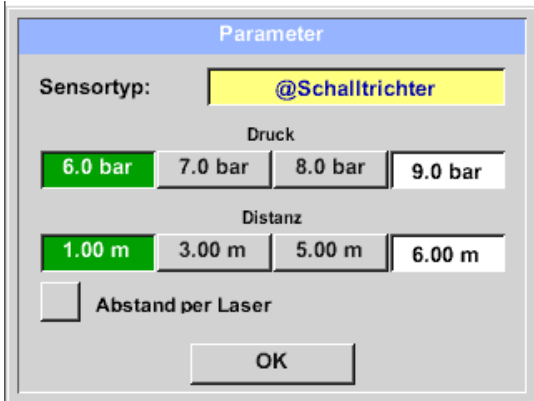 Parameter
Sensortyp: @Schalltrichter
Druck
6.0 bar 7.0 bar 8.0 bar 9.0 bar
Distanz
1.00 m 3.00 m 5.00 m 6.00 m
Abstand per Laser
OK